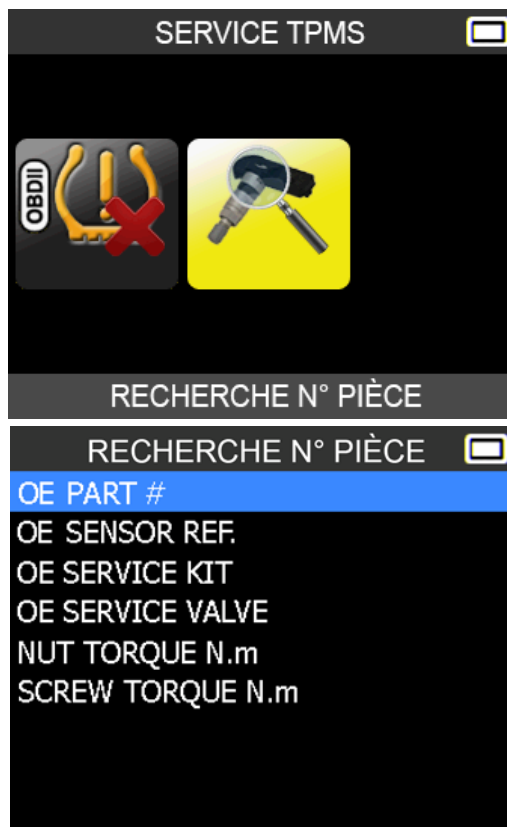 SERVICE TPMS
OBDII
RECHERCHE N° PIÈCE
RECHERCHE N° PIÈCE
OE PART #
OE SENSOR REF.
OE SERVICE KIT
OE SERVICE VALVE
NUT TORQUE N.m
SCREW TORQUE N.m